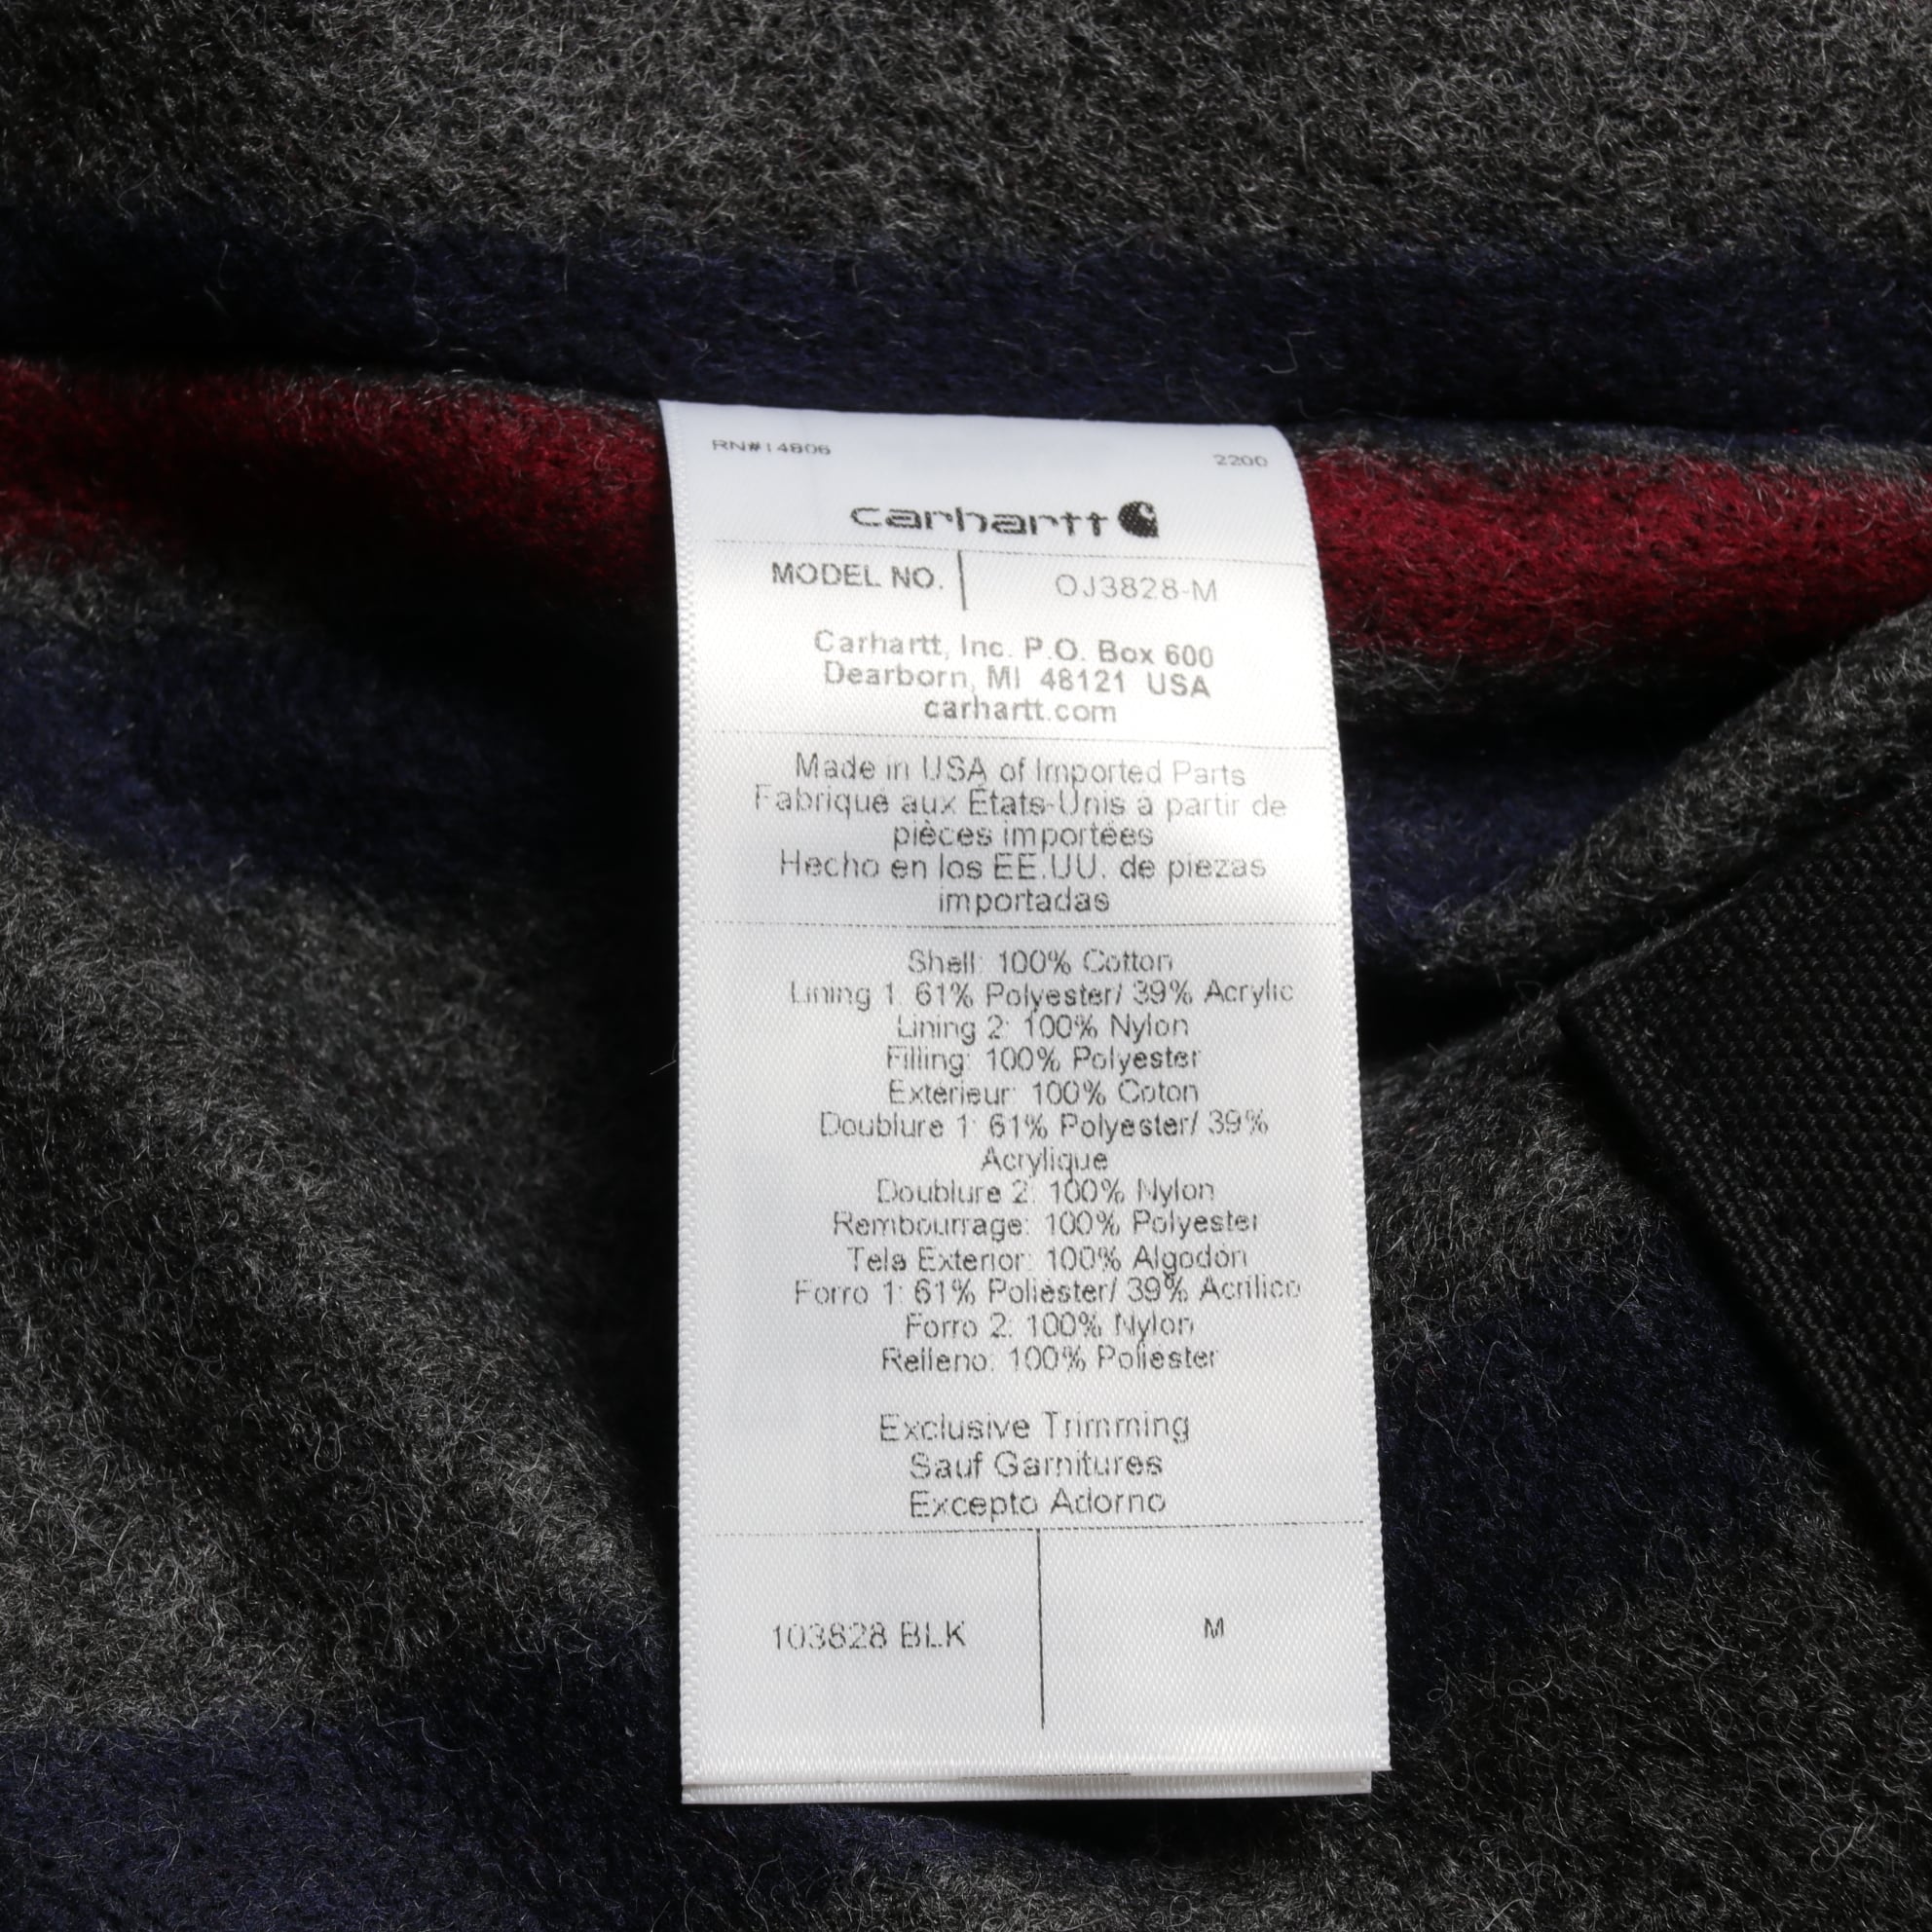 RN#14806 2200
carhartt
MODEL NO. OJ3828-M
Carhartt, Inc. P.O. Box 600
Dearborn, MI 48121 USA
carhartt.com
Made in USA of Imported Parts
Fabrique aux États-Unis à partir de
pièces importées
Hecho en los EE.UU. de piezas
importadas
Shell: 100% Cotton
Lining 1: 61% Polyester/ 39% Acrylic
Lining 2: 100% Nylon
Filling: 100% Polyester
Extérieur: 100% Coton
Doublure 1: 61% Polyester/ 39%
Acrylique
Doublure 2: 100% Nylon
Rembourrage: 100% Polyester
Tela Exterior: 100% Algodón
Forro 1: 61% Poliéster/ 39% Acrílico
Forro 2: 100% Nylon
Relleno: 100% Poliester
Exclusive Trimming
Sauf Garnitures
Excepto Adorno
103828 BLK M